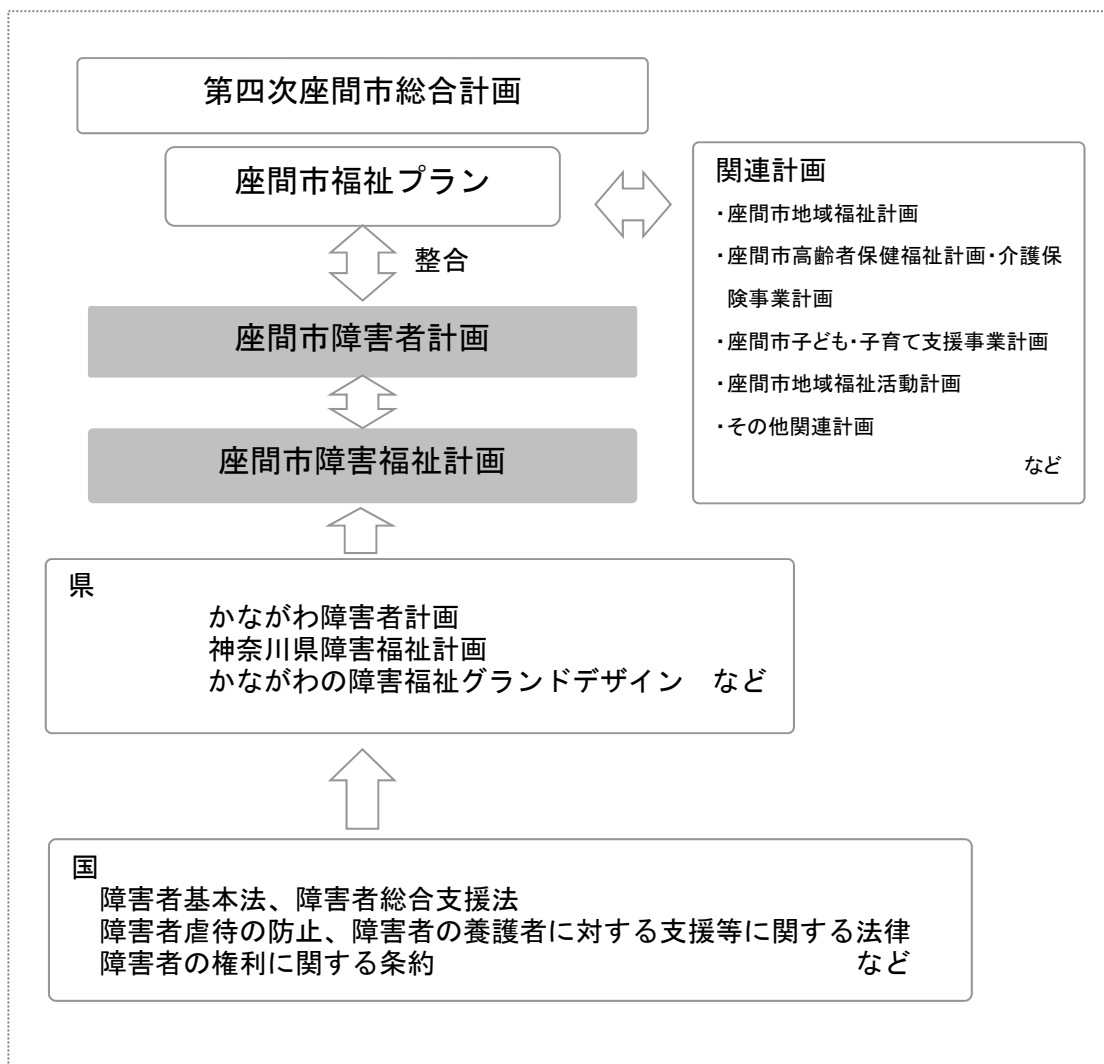 第四次座間市総合計画
座間市福祉プラン
整合
座間市障害者計画
座間市障害福祉計画
関連計画
・座間市地域福祉計画
・座間市高齢者保健福祉計画・介護保
険事業計画
・座間市子ども・子育て支援事業計画
・座間市地域福祉活動計画
・その他関連計画
など
県
かながわ障害者計画
神奈川県障害福祉計画
かながわの障害福祉グランドデザイン　など
国
障害者基本法、障害者総合支援法
障害者虐待の防止、障害者の養護者に対する支援等に関する法律
障害者の権利に関する条約　など